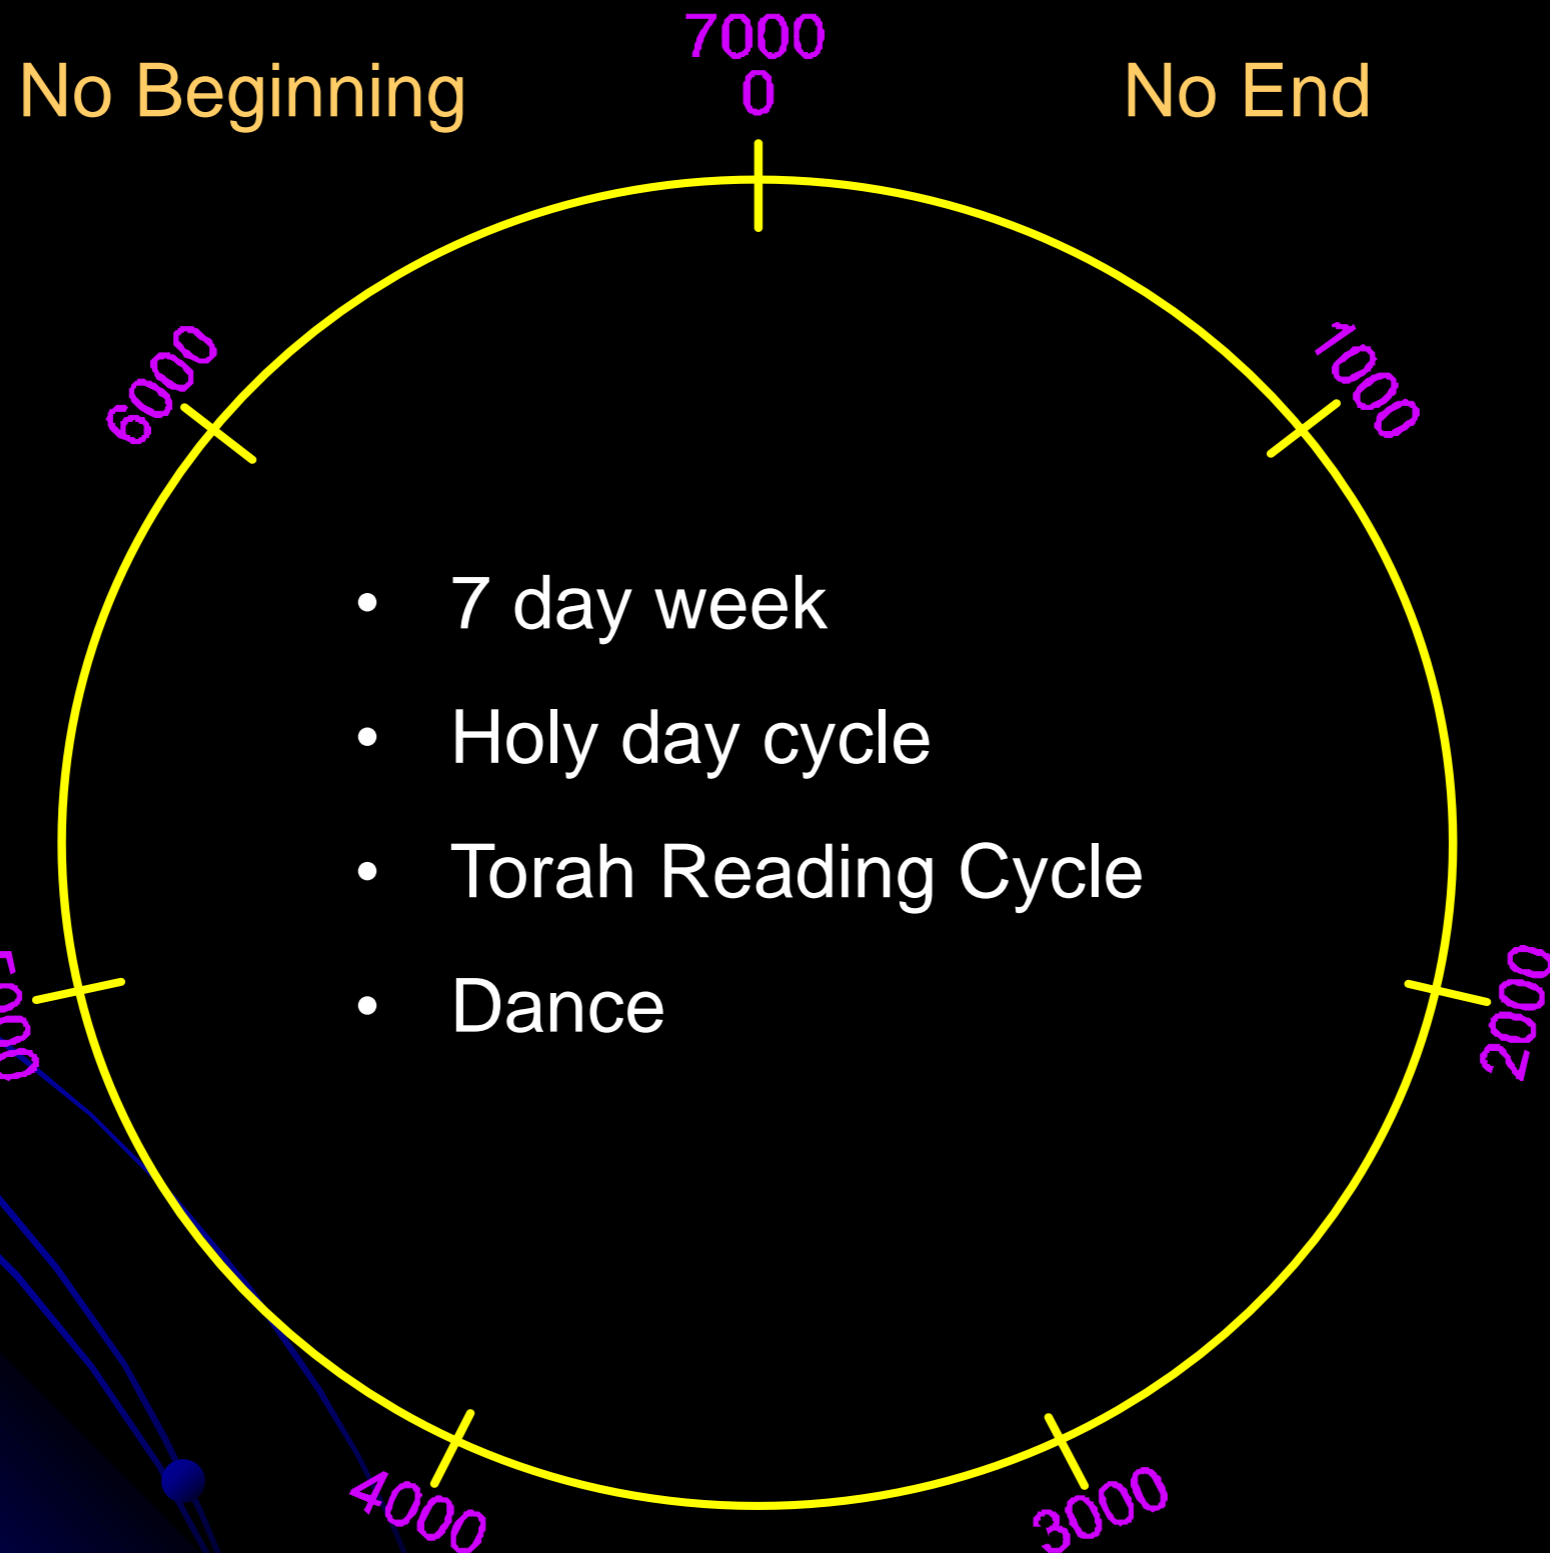 7000
0
No Beginning
No End
6000
1000
• 7 day week
• Holy day cycle
• Torah Reading Cycle
• Dance
5000
2000
4000
3000